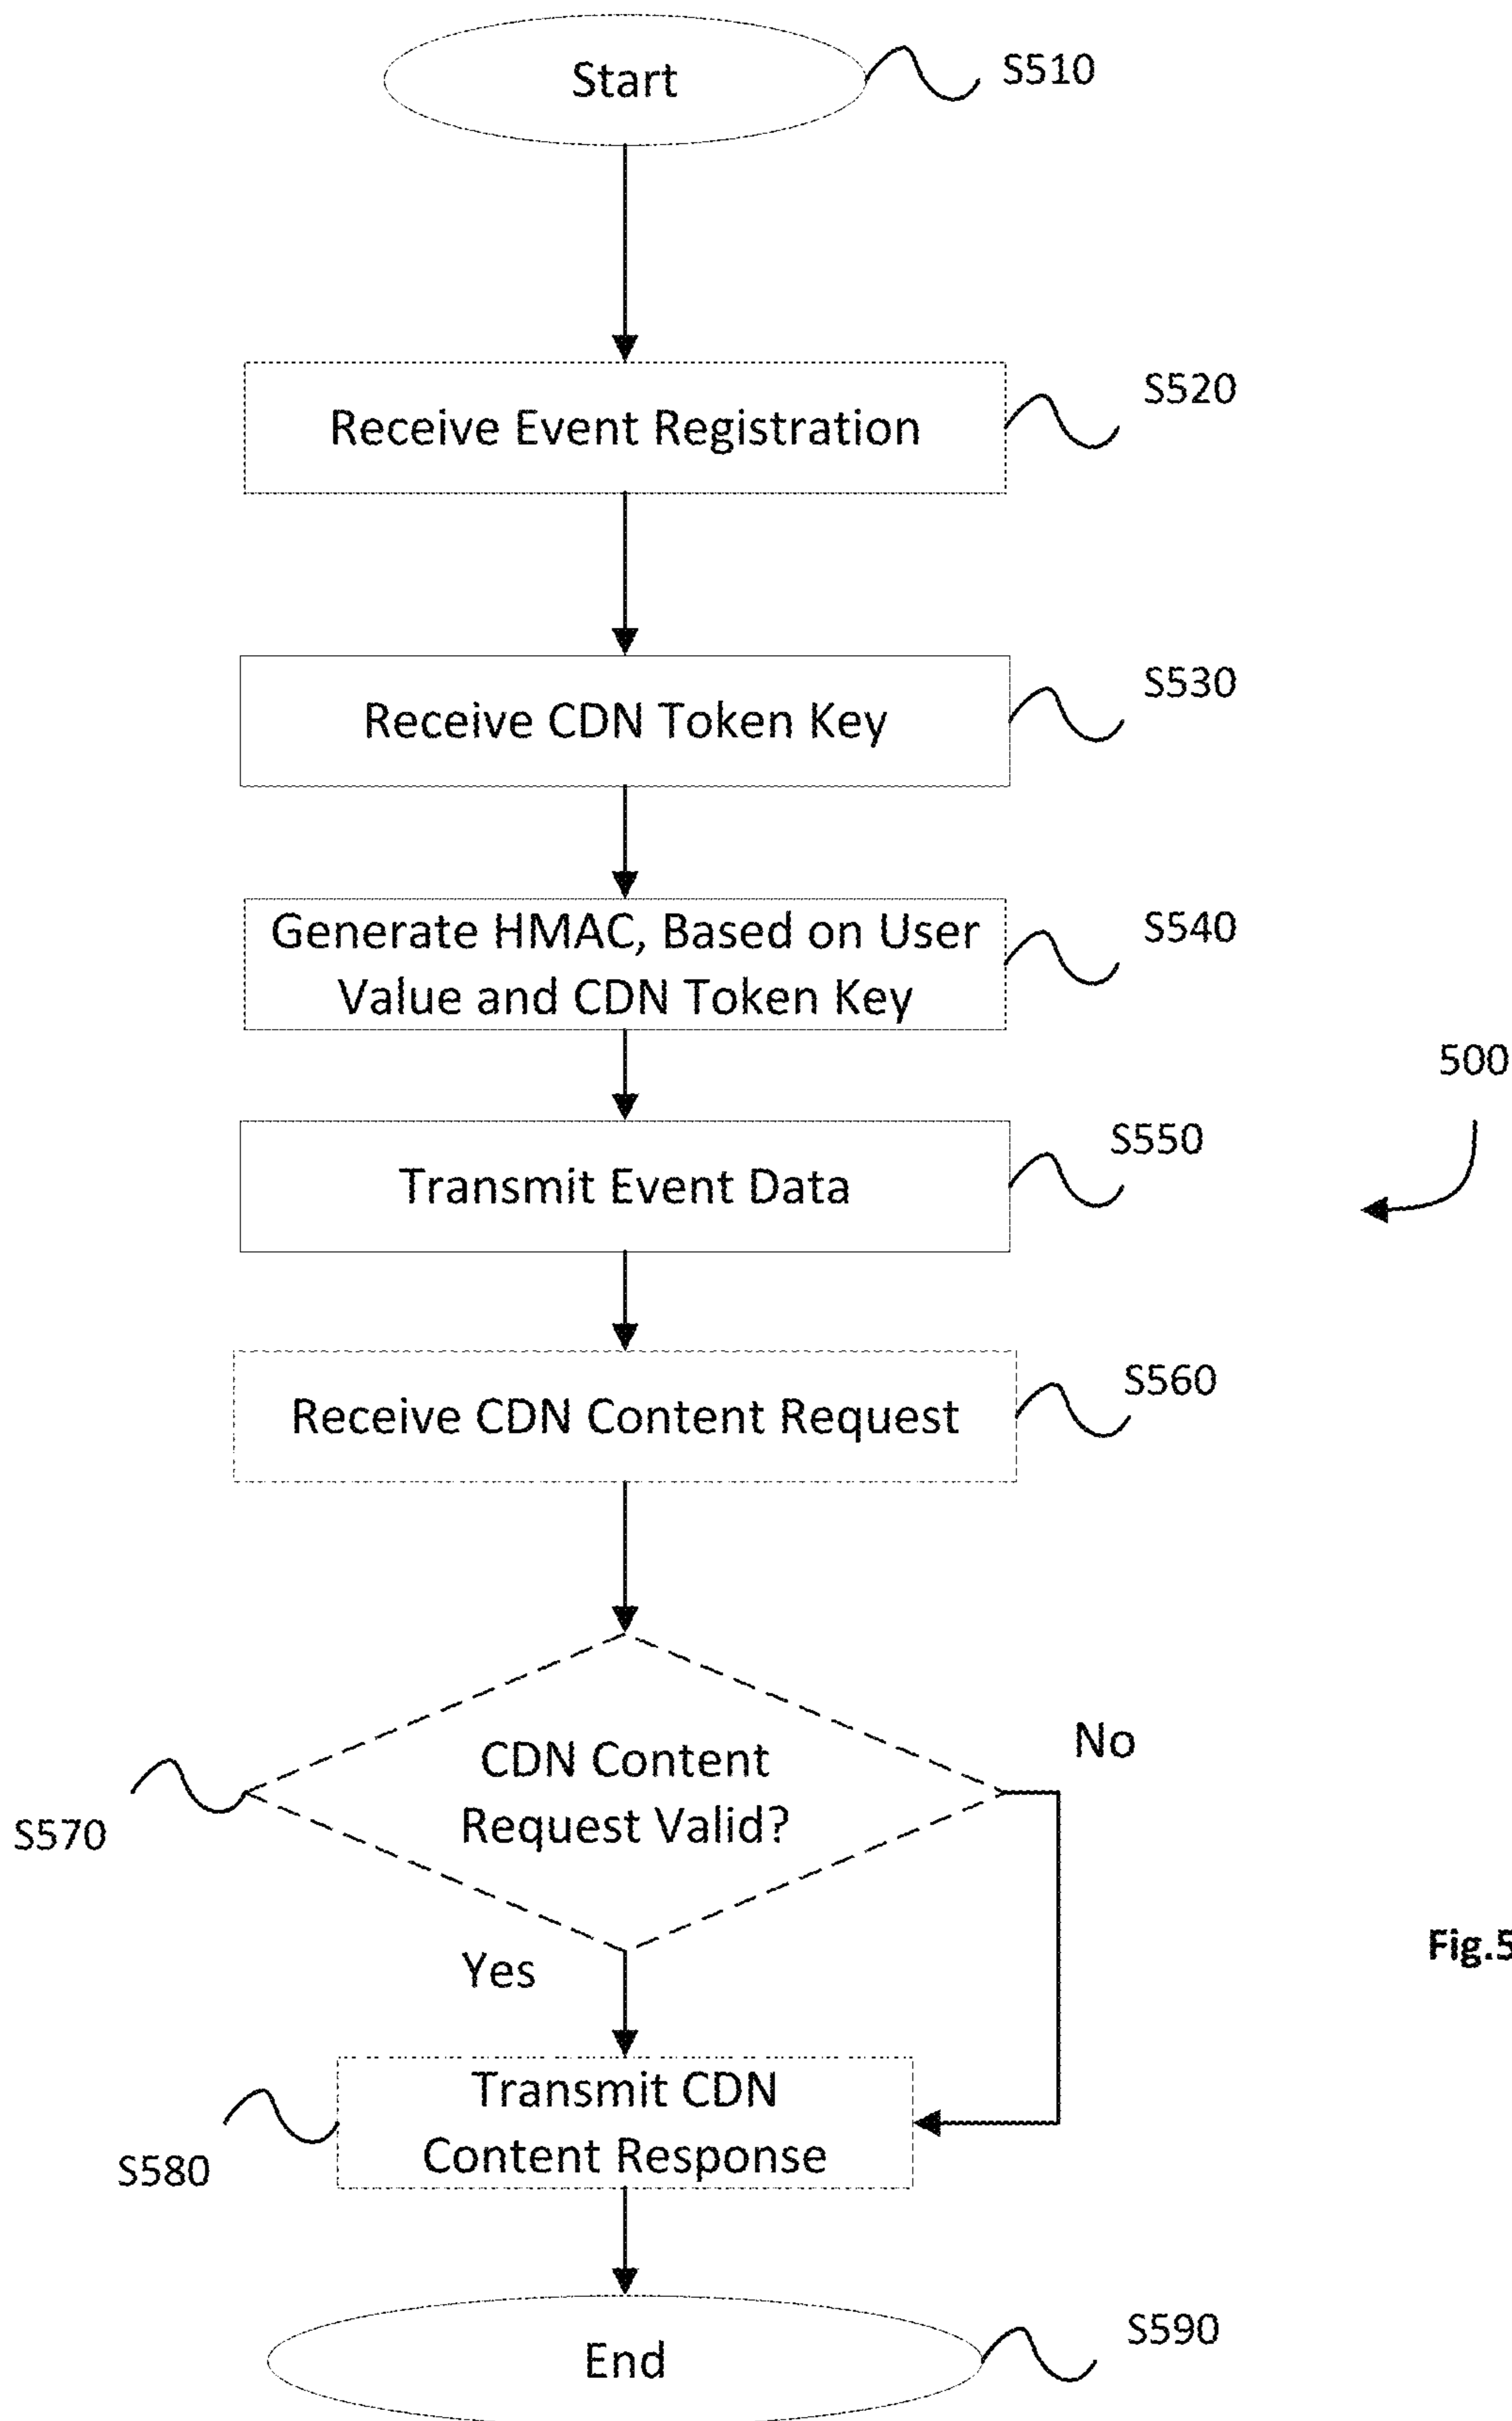 Start
S510
Receive Event Registration
S520
Receive CDN Token Key
S530
Generate HMAC, Based on User
Value and CDN Token Key
S540
500
Transmit Event Data
S550
Receive CDN Content Request
S560
CDN Content
Request Valid?
No
S570
Yes
Fig.5
Transmit CDN
Content Response
S580
End
S590